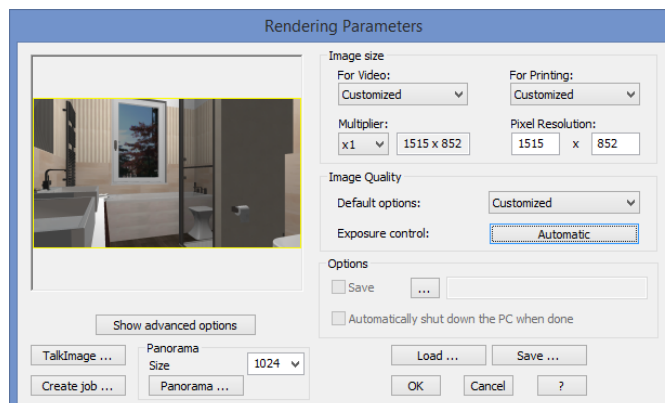 Rendering Parameters
Image size
For Video:
For Printing:
Customized
Customized
Multiplier:
Pixel Resolution:
x1
1515 x 852
1515 x 852
Image Quality
Default options:
Customized
Exposure control:
Automatic
Options
Save
...
Automatically shut down the PC when done
Show advanced options
TalkImage ...
Panorama
Size
1024
Create job ...
Panorama ...
Load ...
Save ...
OK
Cancel
?